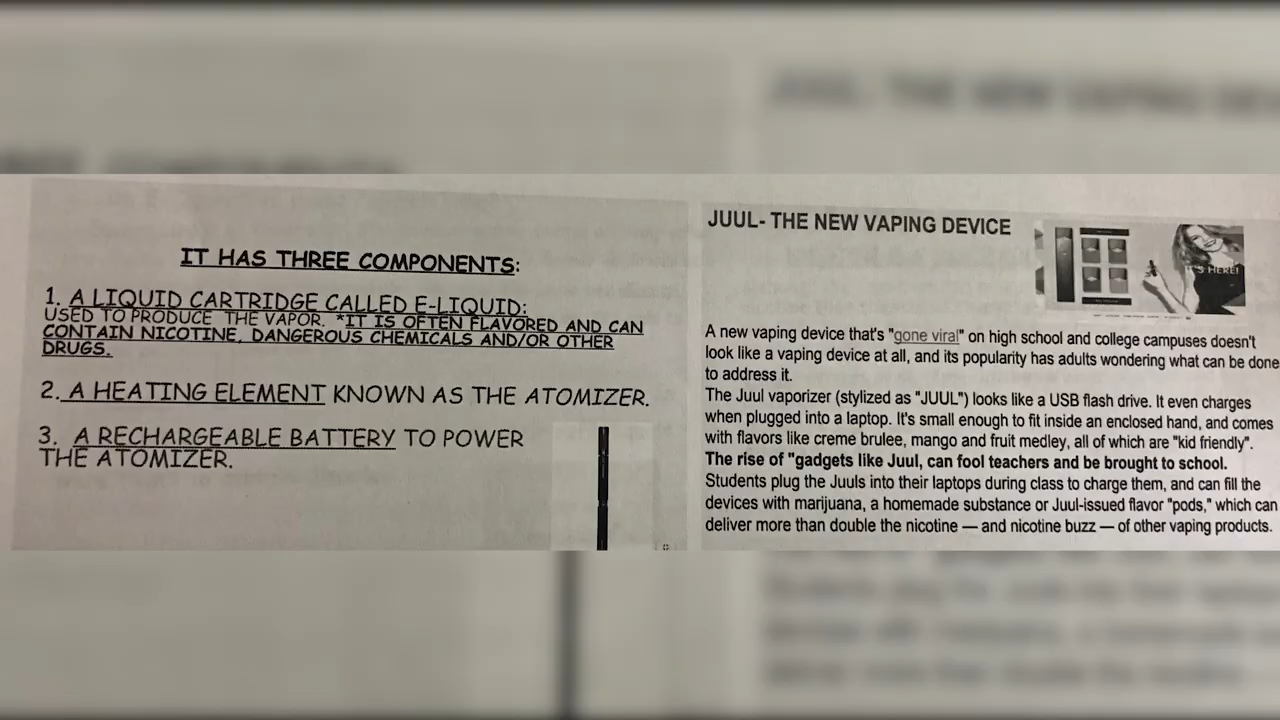 IT HAS THREE COMPONENTS:
1. A LIQUID CARTRIDGE CALLED E-LIQUID:
USED TO PRODUCE THE VAPOR. *IT IS OFTEN FLAVORED AND CAN
CONTAIN NICOTINE, DANGEROUS CHEMICALS AND/OR OTHER
DRUGS.
2. A HEATING ELEMENT KNOWN AS THE ATOMIZER.
3. A RECHARGEABLE BATTERY TO POWER
THE ATOMIZER.
JUUL- THE NEW VAPING DEVICE
IT'S HERE!
A new vaping device that's "gone viral" on high school and college campuses doesn't
look like a vaping device at all, and its popularity has adults wondering what can be done
to address it.
The Juul vaporizer (stylized as "JUUL") looks like a USB flash drive. It even charges
when plugged into a laptop. It's small enough to fit inside an enclosed hand, and comes
with flavors like creme brulee, mango and fruit medley, all of which are "kid friendly".
The rise of "gadgets like Juul, can fool teachers and be brought to school.
Students plug the Juuls into their laptops during class to charge them, and can fill the
devices with marijuana, a homemade substance or Juul-issued flavor "pods," which can
deliver more than double the nicotine — and nicotine buzz — of other vaping products.